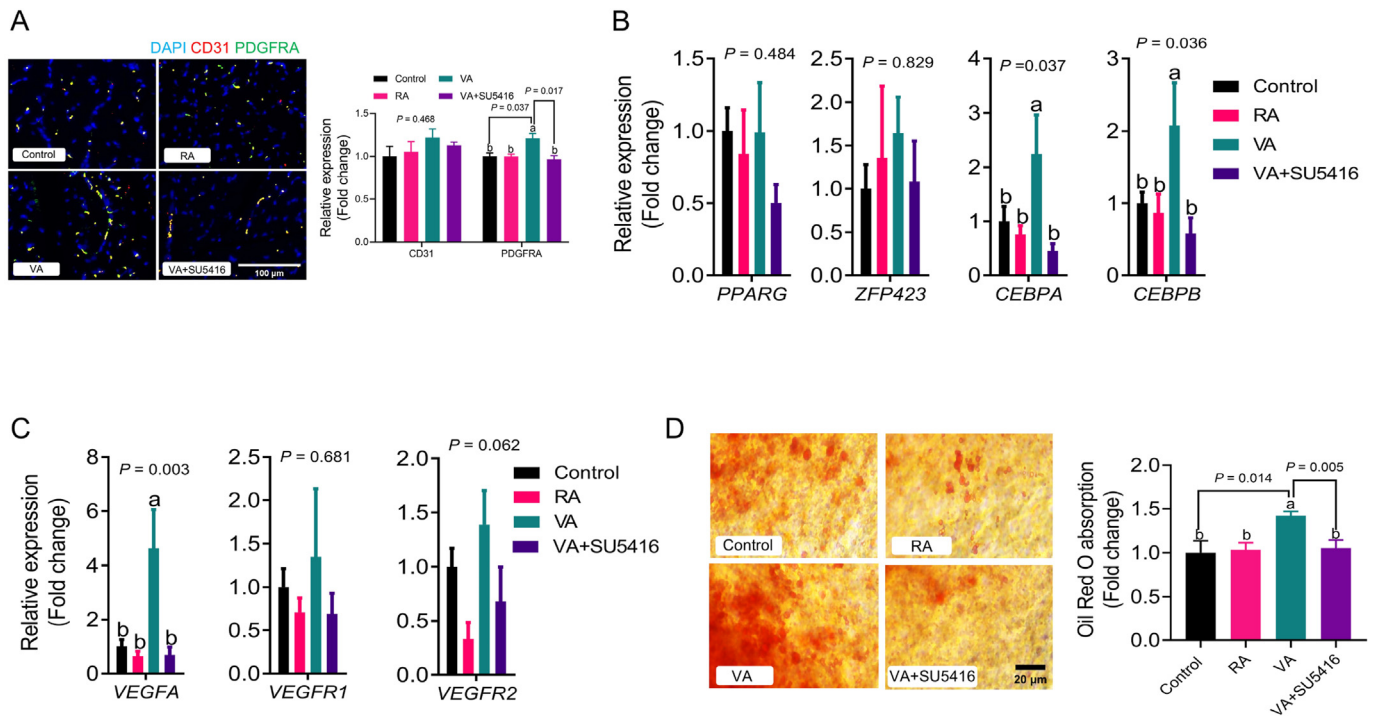 A
DAPI CD31 PDGFRA
Control
RA
VA
VA+SU5416
100 µm
Control
VA
RA
VA+SU5416
P = 0.017
P = 0.037
P = 0.468
a
b
b
b
Relative expression
(Fold change)
1.5
1.0
0.5
0.0
CD31
PDGFRA
B
Relative expression
(Fold change)
P = 0.484
1.5
1.0
0.5
0.0
PPARG
P = 0.829
2.5
2.0
1.5
1.0
0.5
0.0
ZFP423
P =0.037
4
3
2
1
0
b
b
a
b
CEBPA
P = 0.036
3
2
1
0
b
b
a
b
CEBPB
Control
RA
VA
VA+SU5416
C
Relative expression
(Fold change)
P = 0.003
8
6
4
2
0
b
b
a
b
VEGFA
P = 0.681
2.5
2.0
1.5
1.0
0.5
0.0
VEGFR1
P = 0.062
2.0
1.5
1.0
0.5
0.0
VEGFR2
Control
RA
VA
VA+SU5416
D
Control
RA
VA
VA+SU5416
20 µm
Oil Red O absorption
(Fold change)
P = 0.005
P = 0.014
2.0
1.5
1.0
0.5
0.0
b
b
a
b
Control
RA
VA
VA+SU5416